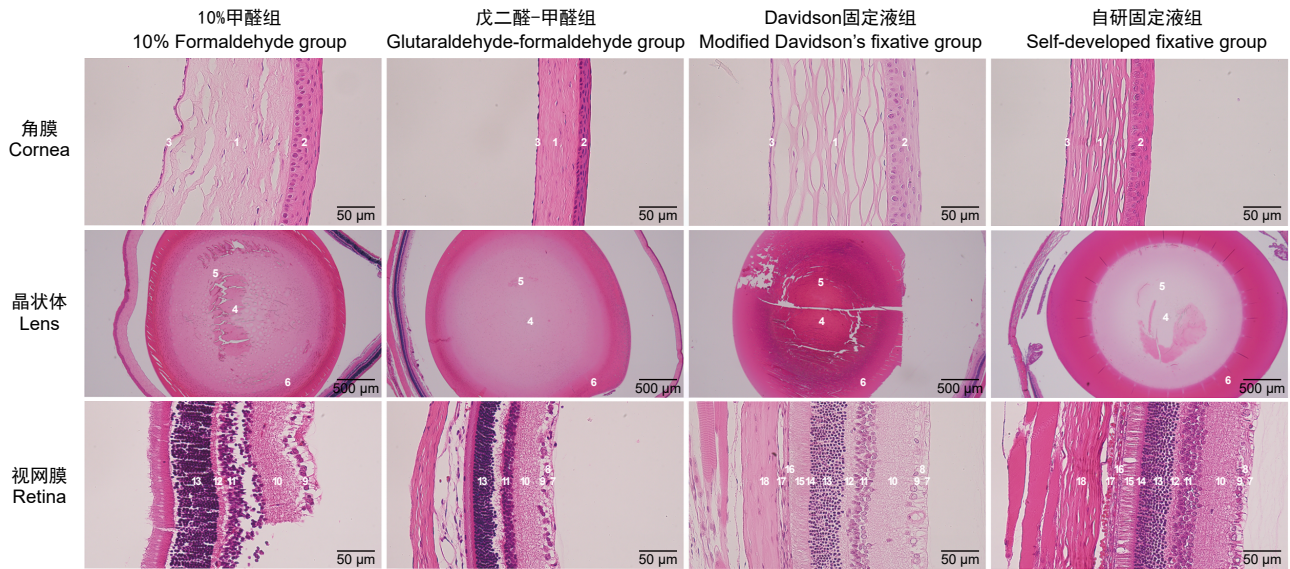 10%甲醛组
10% Formaldehyde group
戊二醛-甲醛组
Glutaraldehyde-formaldehyde group
Davidson固定液组
Modified Davidson's fixative group
自研固定液组
Self-developed fixative group
角膜
Cornea
3 1 2
50 μm
3 1 2
50 μm
3 1 2
50 μm
3 1 2
50 μm
晶状体
Lens
5
4
6
500 μm
5
4
6
500 μm
5
4
6
500 μm
5
4
6
500 μm
视网膜
Retina
13 12 11 10 9
50 μm
8
13 11 10 9 7
50 μm
16 8
18 17 15 14 13 12 11 10 9 7
50 μm
16 8
18 17 15 14 13 12 11 10 9 7
50 μm